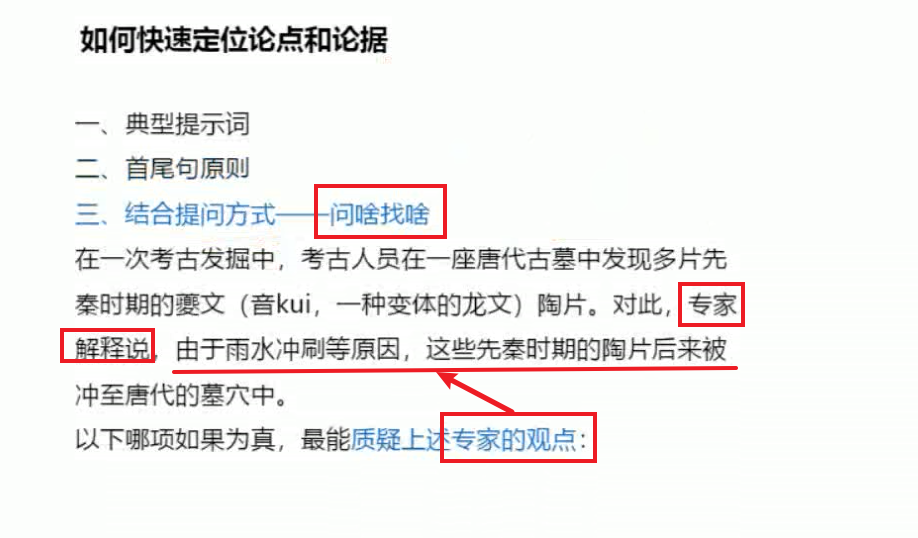 如何快速定位论点和论据
一、典型提示词
二、首尾句原则
三、结合提问方式——问啥找啥
在一次考古发掘中，考古人员在一座唐代古墓中发现多片先
秦时期的夔文（音kui，一种变体的龙文）陶片。对此，专家
解释说，由于雨水冲刷等原因，这些先秦时期的陶片后来被
冲至唐代的墓穴中。
以下哪项如果为真，最能质疑上述专家的观点：